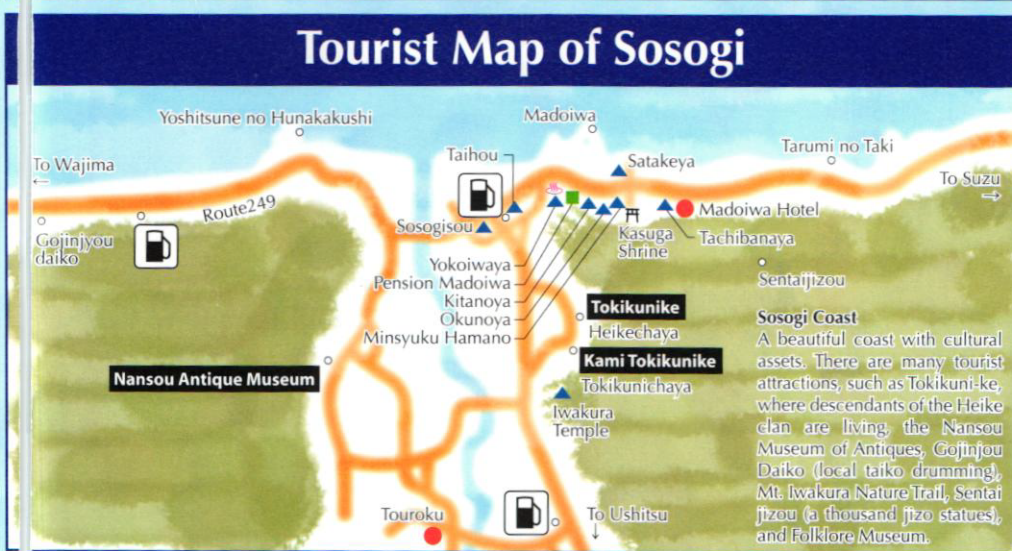 Tourist Map of Sosogi
Yoshitsune no Hunakakushi
Madoiwa
Taihou
Satakeya
Tarumi no Taki
To Wajima
←
To Suzu
→
Route249
Gojinjyou
daiko
Sosogisou
Madoiwa Hotel
Kasuga
Shrine
Tachibanaya
Yokoiwaya
Pension Madoiwa
Kitanoya
Okunoya
Minsyuku Hamano
Sentaijizou
Tokikunike
Heikechaya
Kami Tokikunike
Tokikunichaya
Nansou Antique Museum
Iwakura
Temple
Touroku
To Ushitsu
↓
Sosogi Coast
A beautiful coast with cultural
assets. There are many tourist
attractions, such as Tokikuni-ke,
where descendants of the Heike
clan are living, the Nansou
Museum of Antiques, Gojinjou
Daiko (local taiko drumming),
Mt. Iwakura Nature Trail, Sentai
jizou (a thousand jizo statues),
and Folklore Museum.